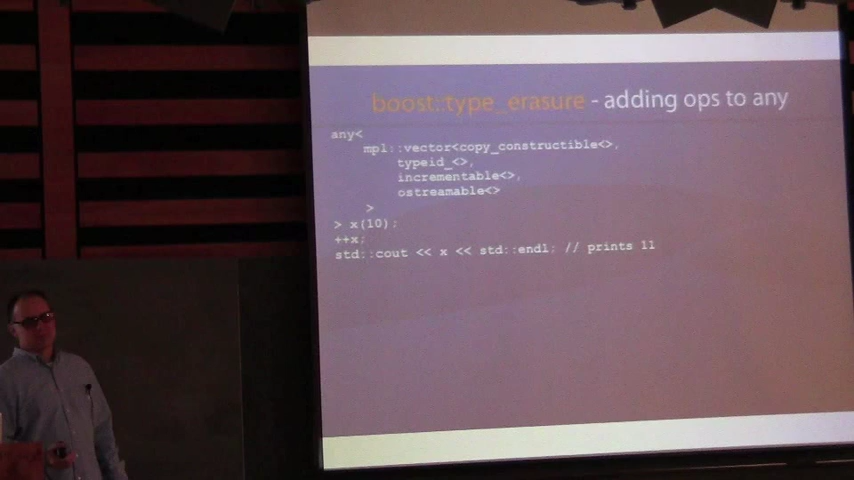 boost::type_erasure - adding ops to any
any<
mpl::vector<copy_constructible<>,
typeid_<>,
incrementable<>,
ostreamable<>
>
> x(10);
++x;
std::cout << x << std::endl; // prints 11